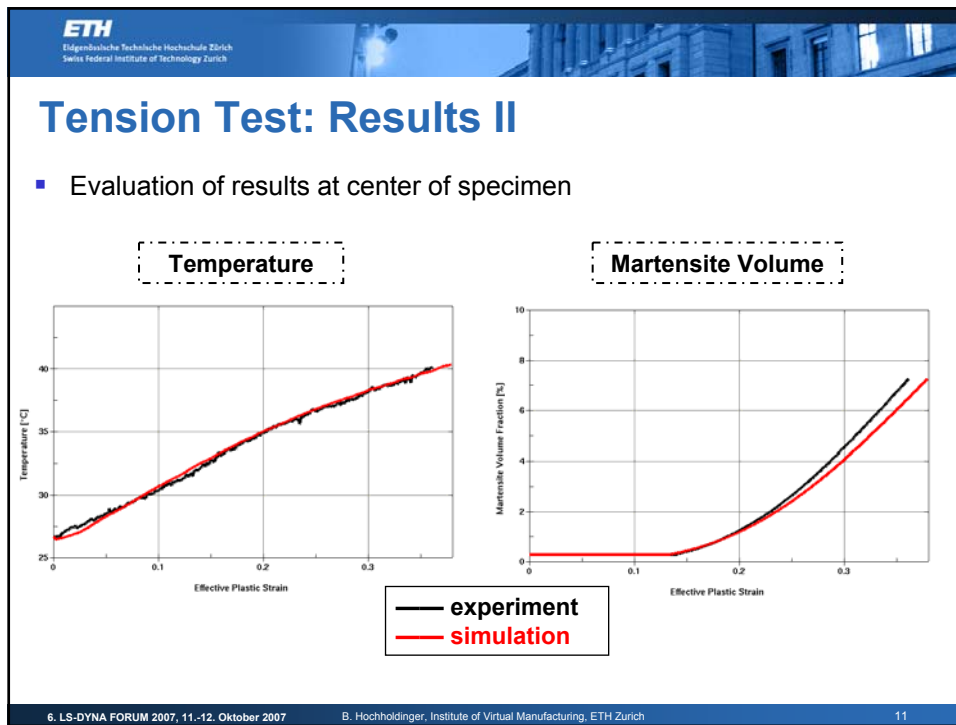 ETH
Eidgenössische Technische Hochschule Zürich
Swiss Federal Institute of Technology Zurich
Tension Test: Results II
Evaluation of results at center of specimen
Temperature
Martensite Volume
Temperature [°C]
40
35
30
25
0
0.1
0.2
0.3
Effective Plastic Strain
Martensite Volume Fraction [%]
10
8
6
4
2
0
0
0.1
0.2
0.3
Effective Plastic Strain
experiment
simulation
6. LS-DYNA FORUM 2007, 11.-12. Oktober 2007
B. Hochholdinger, Institute of Virtual Manufacturing, ETH Zurich
11